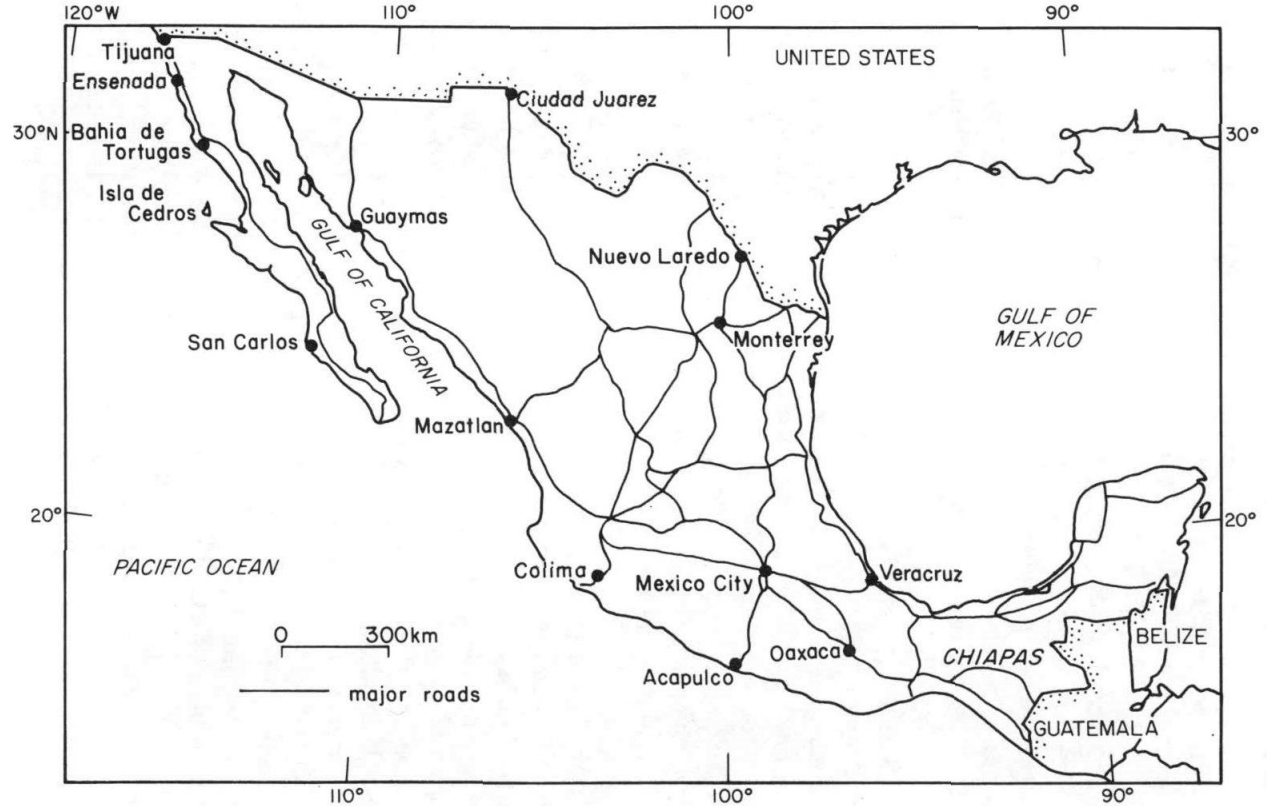 120°W
110°
100°
90°
Tijuana
UNITED STATES
Ensenada
Ciudad Juarez
30°N
Bahia de
Tortugas
30°
Isla de
Cedros
Guaymas
GULF OF CALIFORNIA
Nuevo Laredo
GULF OF
MEXICO
San Carlos
Monterrey
Mazatlan
20°
20°
PACIFIC OCEAN
Colima
Mexico City
Veracruz
0 300km
BELIZE
Oaxaca
CHIAPAS
Acapulco
major roads
GUATEMALA
110°
100°
90°